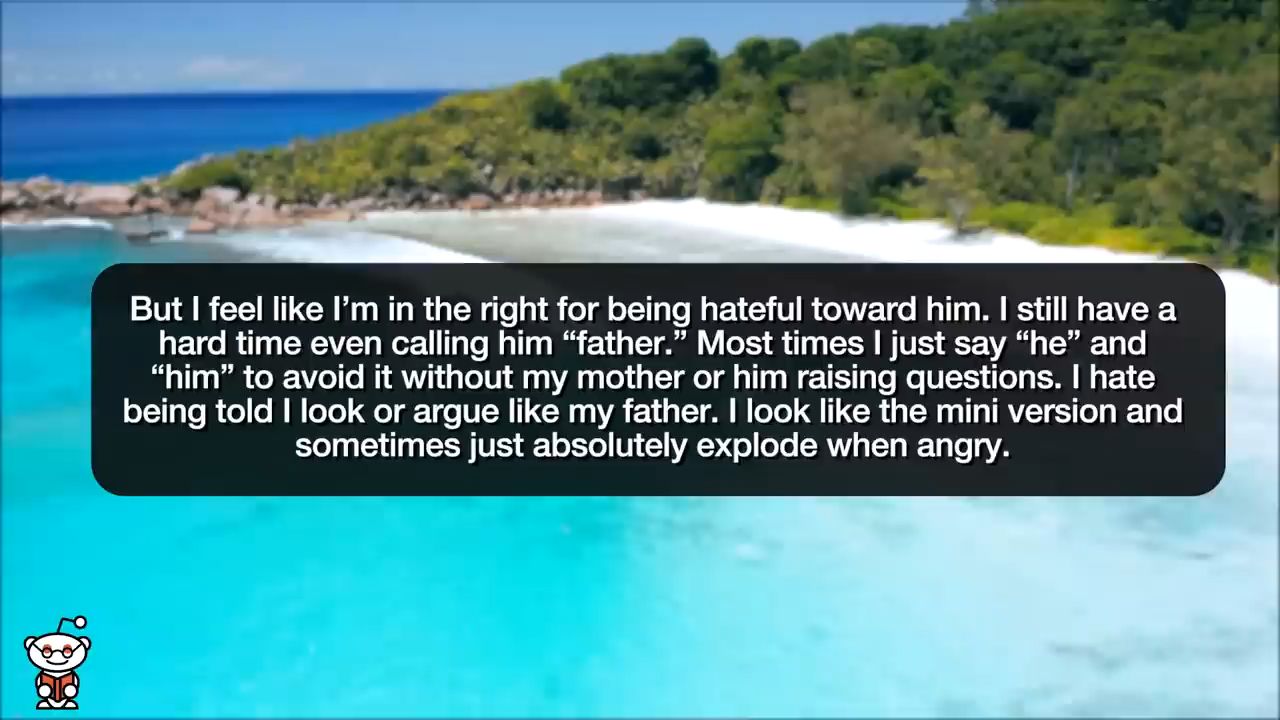 But I feel like I’m in the right for being hateful toward him. I still have a
hard time even calling him “father.” Most times I just say “he” and
“him” to avoid it without my mother or him raising questions. I hate
being told I look or argue like my father. I look like the mini version and
sometimes just absolutely explode when angry.